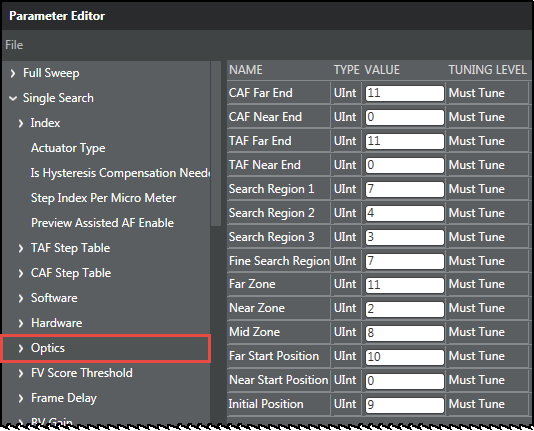 Parameter Editor
File
Full Sweep
Single Search
Index
Actuator Type
Is Hysteresis Compensation Neede
Step Index Per Micro Meter
Preview Assisted AF Enable
TAF Step Table
CAF Step Table
Software
Hardware
Optics
FV Score Threshold
Frame Delay
RV Gain
NAME TYPE VALUE TUNING LEVEL
CAF Far End UInt 11 Must Tune
CAF Near End UInt 0 Must Tune
TAF Far End UInt 11 Must Tune
TAF Near End UInt 0 Must Tune
Search Region 1 UInt 7 Must Tune
Search Region 2 UInt 4 Must Tune
Search Region 3 UInt 3 Must Tune
Fine Search Region UInt 7 Must Tune
Far Zone UInt 11 Must Tune
Near Zone UInt 2 Must Tune
Mid Zone UInt 8 Must Tune
Far Start Position UInt 10 Must Tune
Near Start Position UInt 0 Must Tune
Initial Position UInt 9 Must Tune